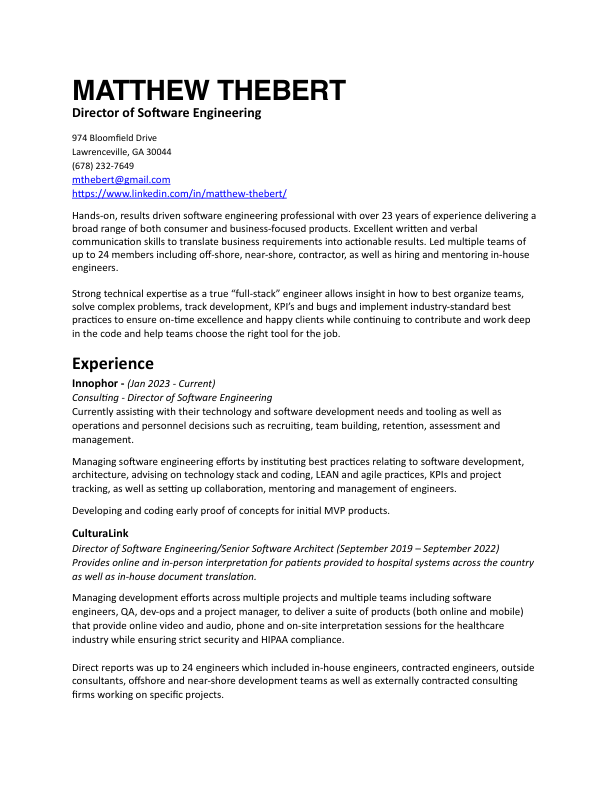 MATTHEW THEBERT
Director of Software Engineering
974 Bloomfield Drive
Lawrenceville, GA 30044
(678) 232-7649
mthebert@gmail.com
https://www.linkedin.com/in/matthew-thebert/
Hands-on, results driven software engineering professional with over 23 years of experience delivering a
broad range of both consumer and business-focused products. Excellent written and verbal
communication skills to translate business requirements into actionable results. Led multiple teams of
up to 24 members including off-shore, near-shore, contractor, as well as hiring and mentoring in-house
engineers.
Strong technical expertise as a true “full-stack” engineer allows insight in how to best organize teams,
solve complex problems, track development, KPI’s and bugs and implement industry-standard best
practices to ensure on-time excellence and happy clients while continuing to contribute and work deep
in the code and help teams choose the right tool for the job.
Experience
Innophor - (Jan 2023 - Current)
Consulting - Director of Software Engineering
Currently assisting with their technology and software development needs and tooling as well as
operations and personnel decisions such as recruiting, team building, retention, assessment and
management.
Managing software engineering efforts by instituting best practices relating to software development,
architecture, advising on technology stack and coding, LEAN and agile practices, KPIs and project
tracking, as well as setting up collaboration, mentoring and management of engineers.
Developing and coding early proof of concepts for initial MVP products.
CulturaLink
Director of Software Engineering/Senior Software Architect (September 2019 – September 2022)
Provides online and in-person interpretation for patients provided to hospital systems across the country
as well as in-house document translation.
Managing development efforts across multiple projects and multiple teams including software
engineers, QA, dev-ops and a project manager, to deliver a suite of products (both online and mobile)
that provide online video and audio, phone and on-site interpretation sessions for the healthcare
industry while ensuring strict security and HIPAA compliance.
Direct reports was up to 24 engineers which included in-house engineers, contracted engineers, outside
consultants, offshore and near-shore development teams as well as externally contracted consulting
firms working on specific projects.